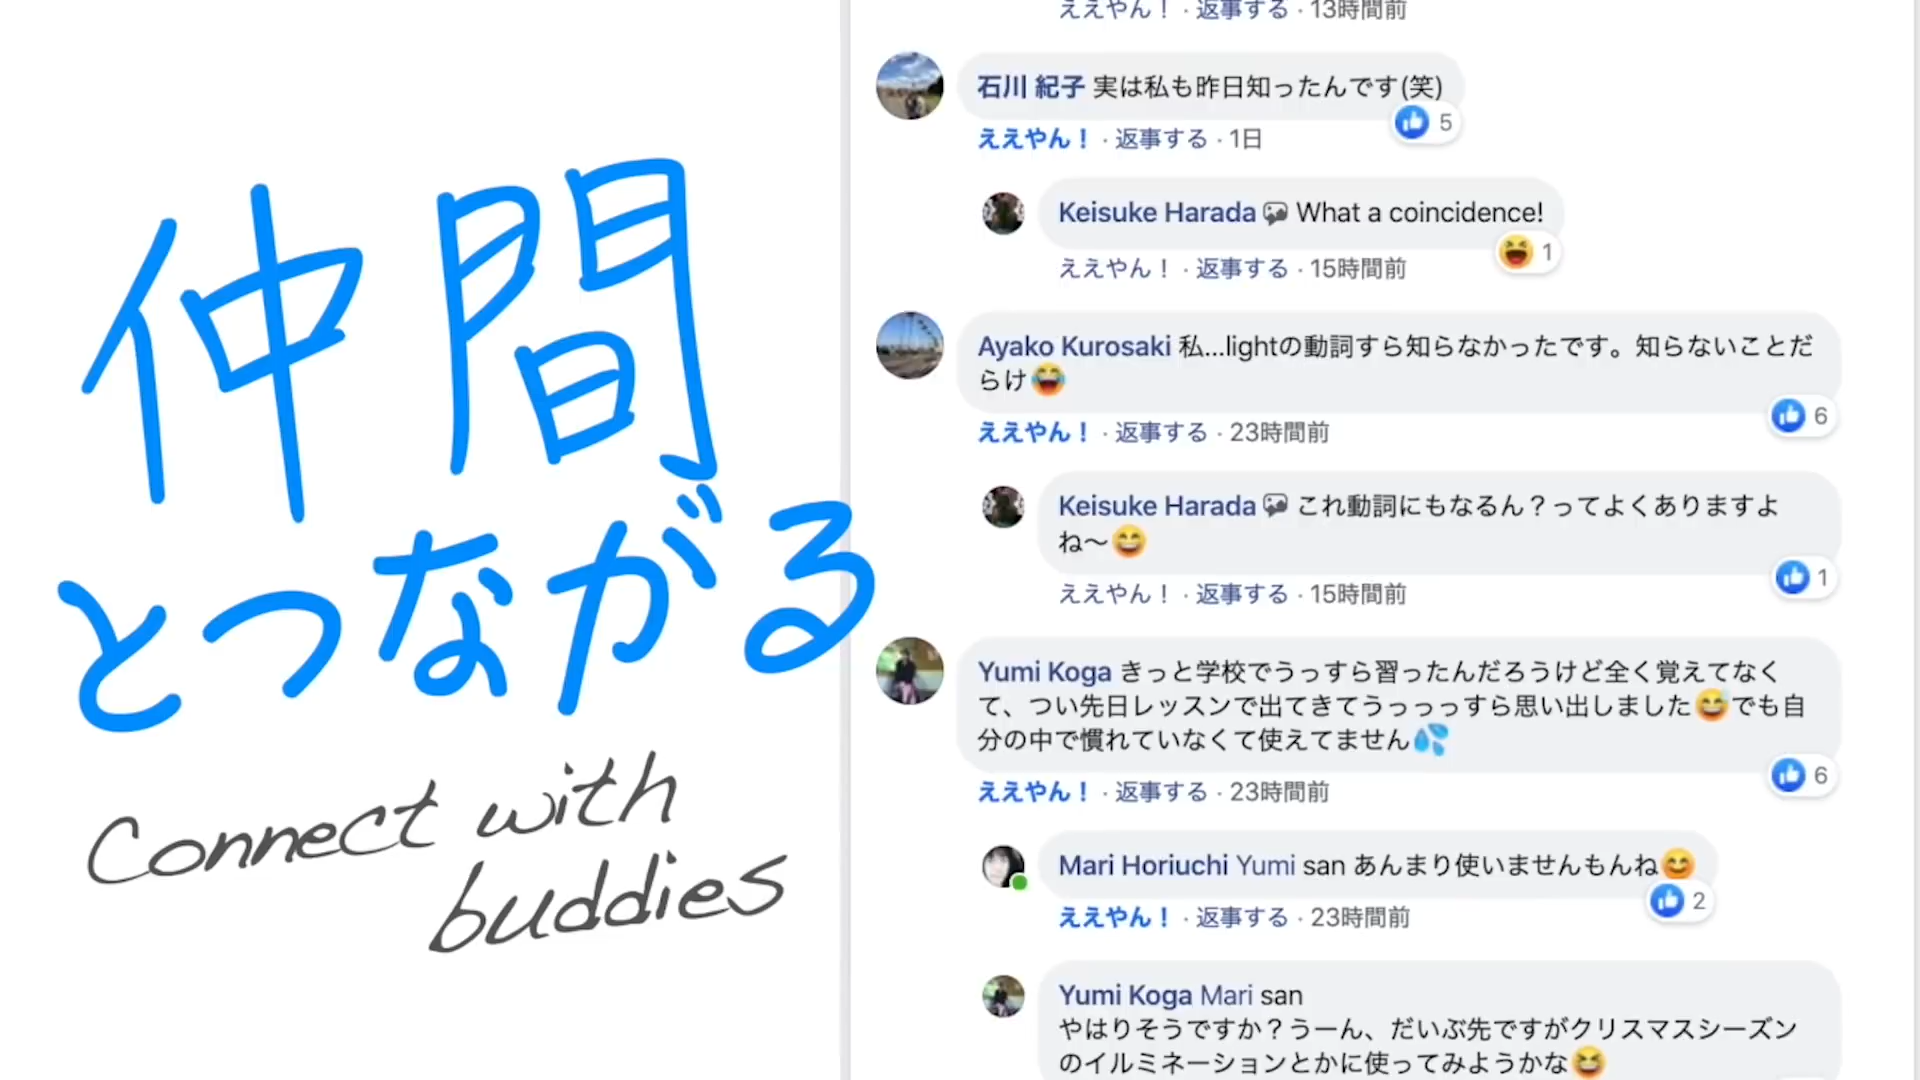 仲間
とつながる
Connect with
buddies
ええやん！ · 返事する · 13時間前
石川 紀子 実は私も昨日知ったんです(笑)
5
ええやん！ · 返事する · 1日
Keisuke Harada What a coincidence!
1
ええやん！ · 返事する · 15時間前
Ayako Kurosaki 私...lightの動詞すら知らなかったです。知らないことだ
らけ😂
6
ええやん！ · 返事する · 23時間前
Keisuke Harada これ動詞にもなるん？ってよくありますよ
ね〜😄
1
ええやん！ · 返事する · 15時間前
Yumi Koga きっと学校でうっすら習ったんだろうけど全く覚えてなく
て、つい先日レッスンで出てきてうっっっすら思い出しました😅でも自
分の中で慣れていなくて使えてません💦
6
ええやん！ · 返事する · 23時間前
Mari Horiuchi Yumi san あんまり使いませんもんね😊
2
ええやん！ · 返事する · 23時間前
Yumi Koga Mari san
やはりそうですか？うーん、だいぶ先ですがクリスマスシーズン
のイルミネーションとかに使ってみようかな😆